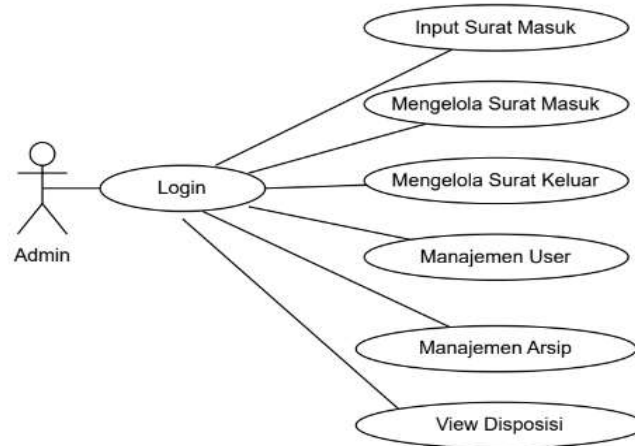 Input Surat Masuk
Mengelola Surat Masuk
Login
Mengelola Surat Keluar
Admin
Manajemen User
Manajemen Arsip
View Disposisi